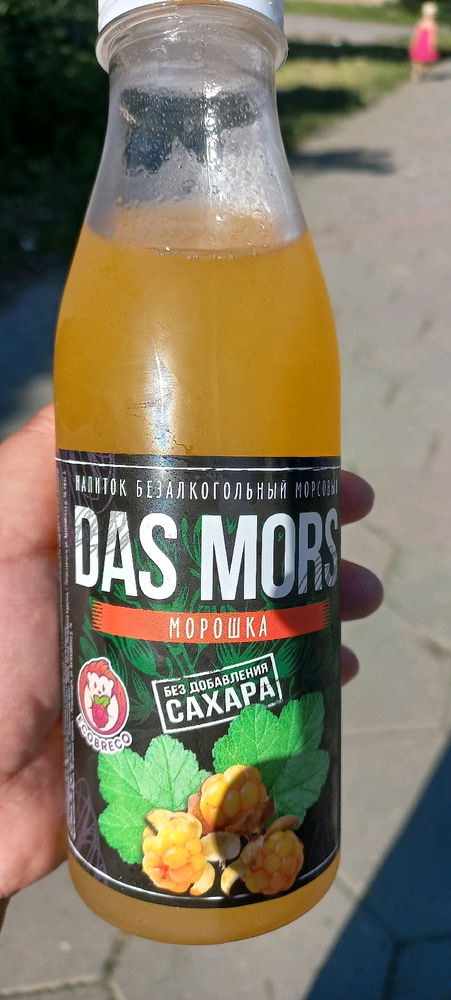 НАПИТОК БЕЗАЛКОГОЛЬНЫЙ МОРСОВЫЙ
DAS MORS
МОРОШКА
БЕЗ ДОБАВЛЕНИЯ
САХАРА